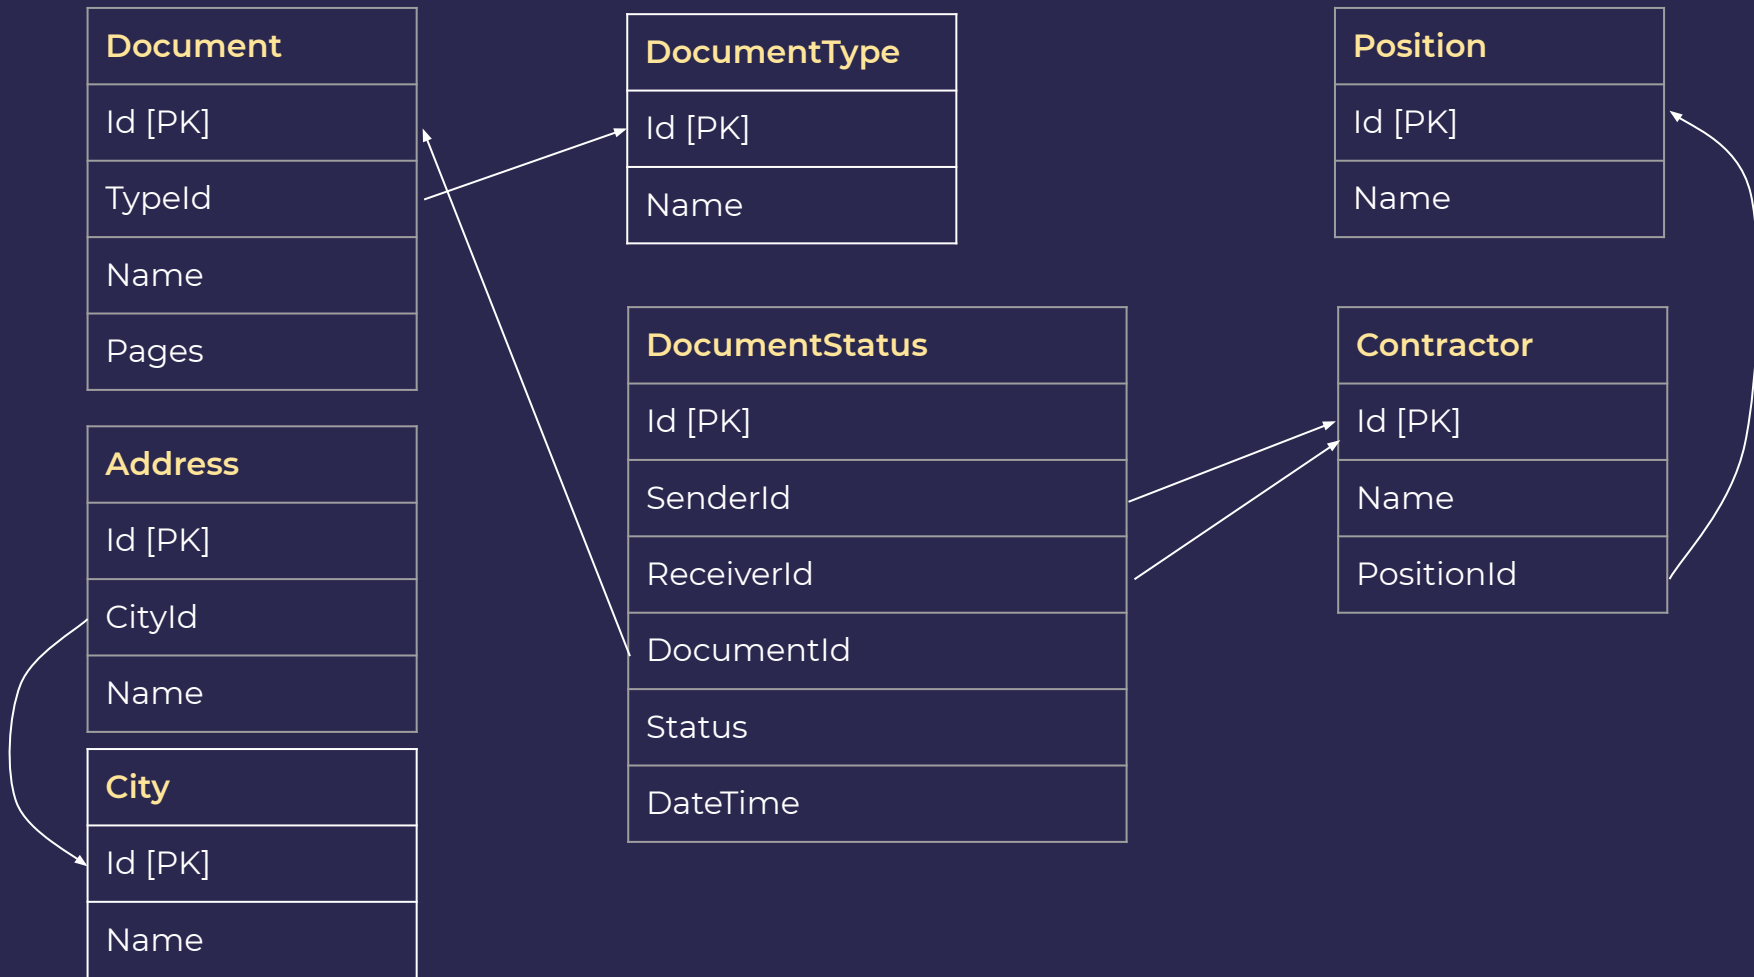 Document
Id [PK]
TypeId
Name
Pages
DocumentType
Id [PK]
Name
Position
Id [PK]
Name
Address
Id [PK]
CityId
Name
City
Id [PK]
Name
DocumentStatus
Id [PK]
SenderId
ReceiverId
DocumentId
Status
DateTime
Contractor
Id [PK]
Name
PositionId